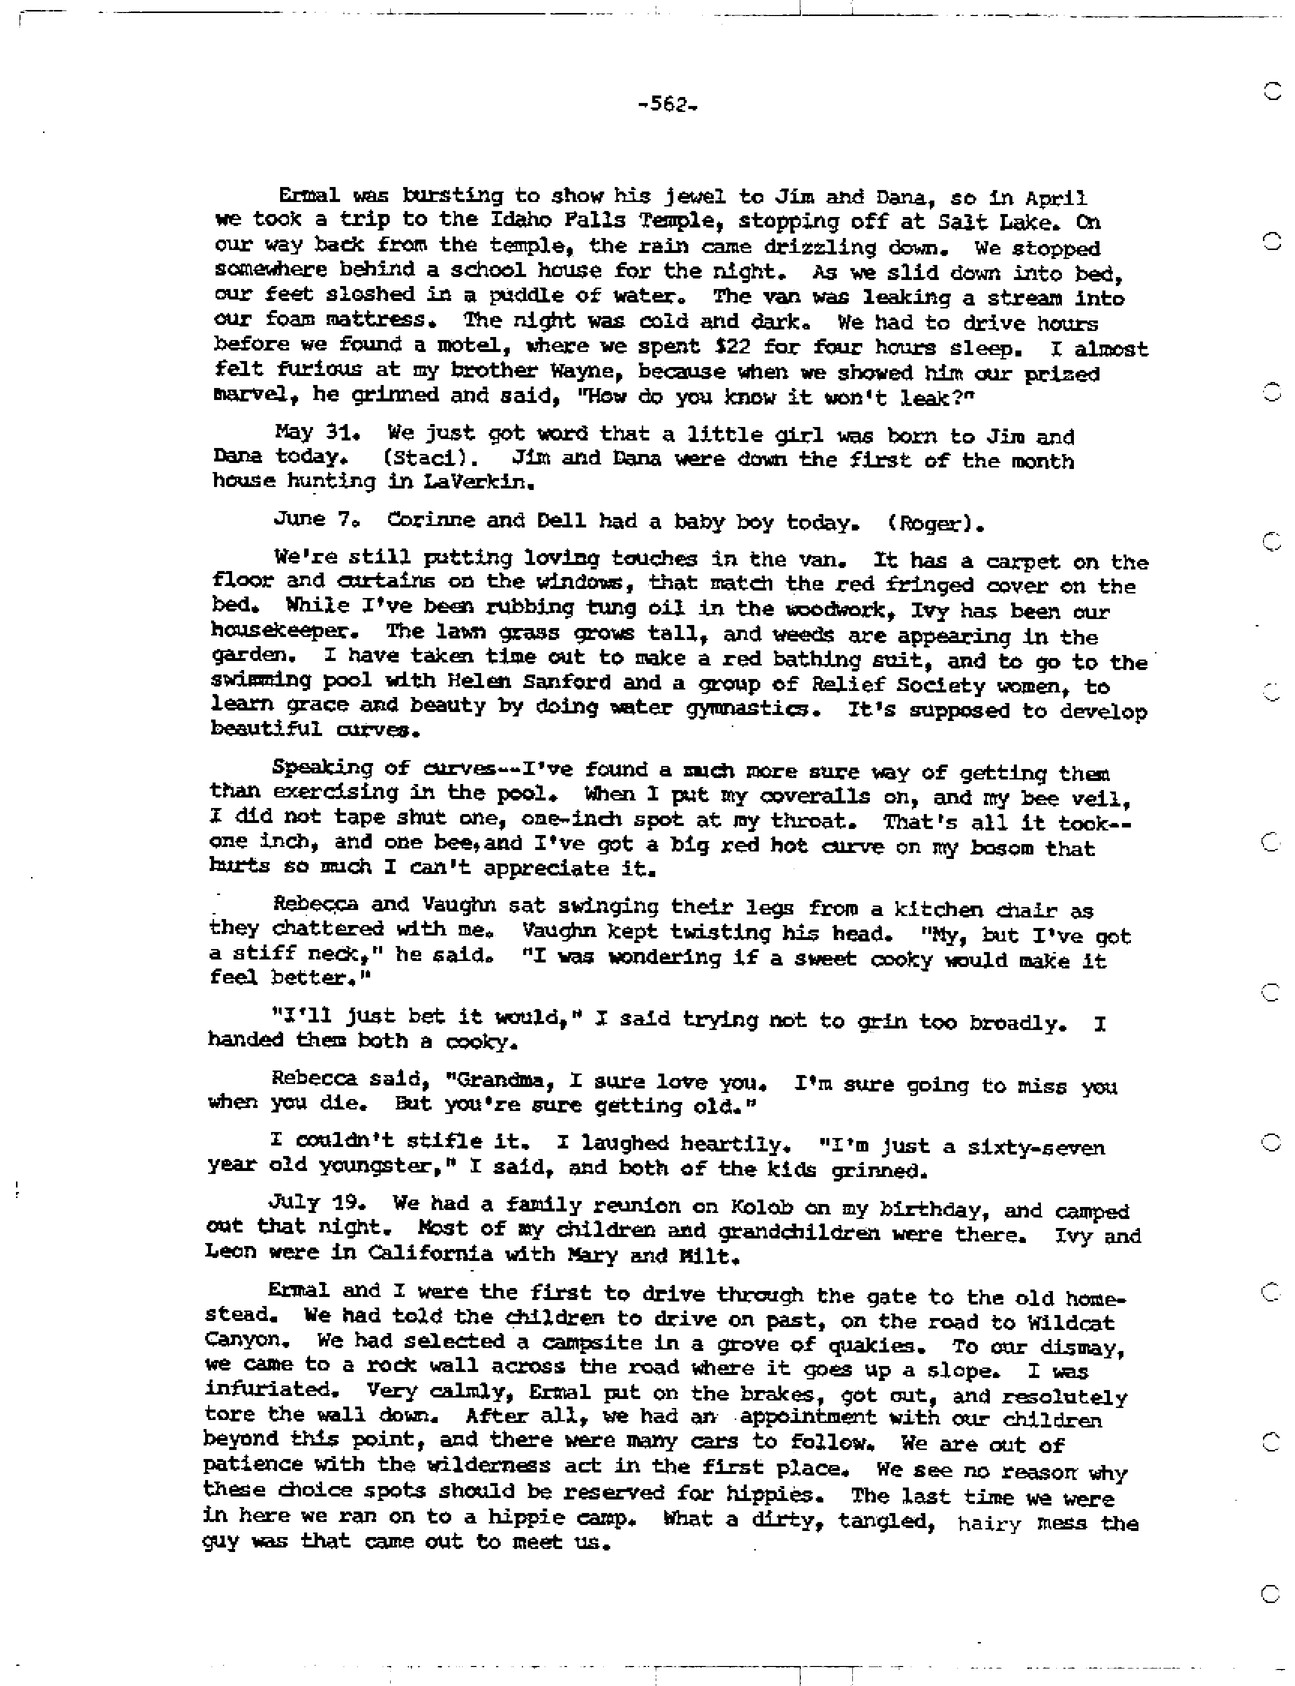 -562-
Ermal was bursting to show his jewel to Jim and Dana, so in April
we took a trip to the Idaho Falls Temple, stopping off at Salt Lake. On
our way back from the temple, the rain came drizzling down. We stopped
somewhere behind a school house for the night. As we slid down into bed,
our feet sloshed in a puddle of water. The van was leaking a stream into
our foam mattress. The night was cold and dark. We had to drive hours
before we found a motel, where we spent $22 for four hours sleep. I almost
felt furious at my brother Wayne, because when we showed him our prized
marvel, he grinned and said, "How do you know it won't leak?"
May 31. We just got word that a little girl was born to Jim and
Dana today. (Staci). Jim and Dana were down the first of the month
house hunting in LaVerkin.
June 7. Corinne and Dell had a baby boy today. (Roger).
We're still putting loving touches in the van. It has a carpet on the
floor and curtains on the windows, that match the red fringed cover on the
bed. While I've been rubbing tung oil in the woodwork, Ivy has been our
housekeeper. The lawn grass grows tall, and weeds are appearing in the
garden. I have taken time out to make a red bathing suit, and to go to the
swimming pool with Helen Sanford and a group of Relief Society women, to
learn grace and beauty by doing water gymnastics. It's supposed to develop
beautiful curves.
Speaking of curves--I've found a much more sure way of getting them
than exercising in the pool. When I put my coveralls on, and my bee veil,
I did not tape shut one, one-inch spot at my throat. That's all it took--
one inch, and one bee,and I've got a big red hot curve on my bosom that
hurts so much I can't appreciate it.
Rebecca and Vaughn sat swinging their legs from a kitchen chair as
they chattered with me. Vaughn kept twisting his head. "My, but I've got
a stiff neck," he said. "I was wondering if a sweet cooky would make it
feel better."
"I'll just bet it would," I said trying not to grin too broadly. I
handed them both a cooky.
Rebecca said, "Grandma, I sure love you. I'm sure going to miss you
when you die. But you're sure getting old."
I couldn't stifle it. I laughed heartily. "I'm just a sixty-seven
year old youngster," I said, and both of the kids grinned.
July 19. We had a family reunion on Kolob on my birthday, and camped
out that night. Most of my children and grandchildren were there. Ivy and
Leon were in California with Mary and Milt.
Ermal and I were the first to drive through the gate to the old home-
stead. We had told the children to drive on past, on the road to Wildcat
Canyon. We had selected a campsite in a grove of quakies. To our dismay,
we came to a rock wall across the road where it goes up a slope. I was
infuriated. Very calmly, Ermal put on the brakes, got out, and resolutely
tore the wall down. After all, we had an appointment with our children
beyond this point, and there were many cars to follow. We are out of
patience with the wilderness act in the first place. We see no reason why
these choice spots should be reserved for hippies. The last time we were
in here we ran on to a hippie camp. What a dirty, tangled, hairy mess the
guy was that came out to meet us.